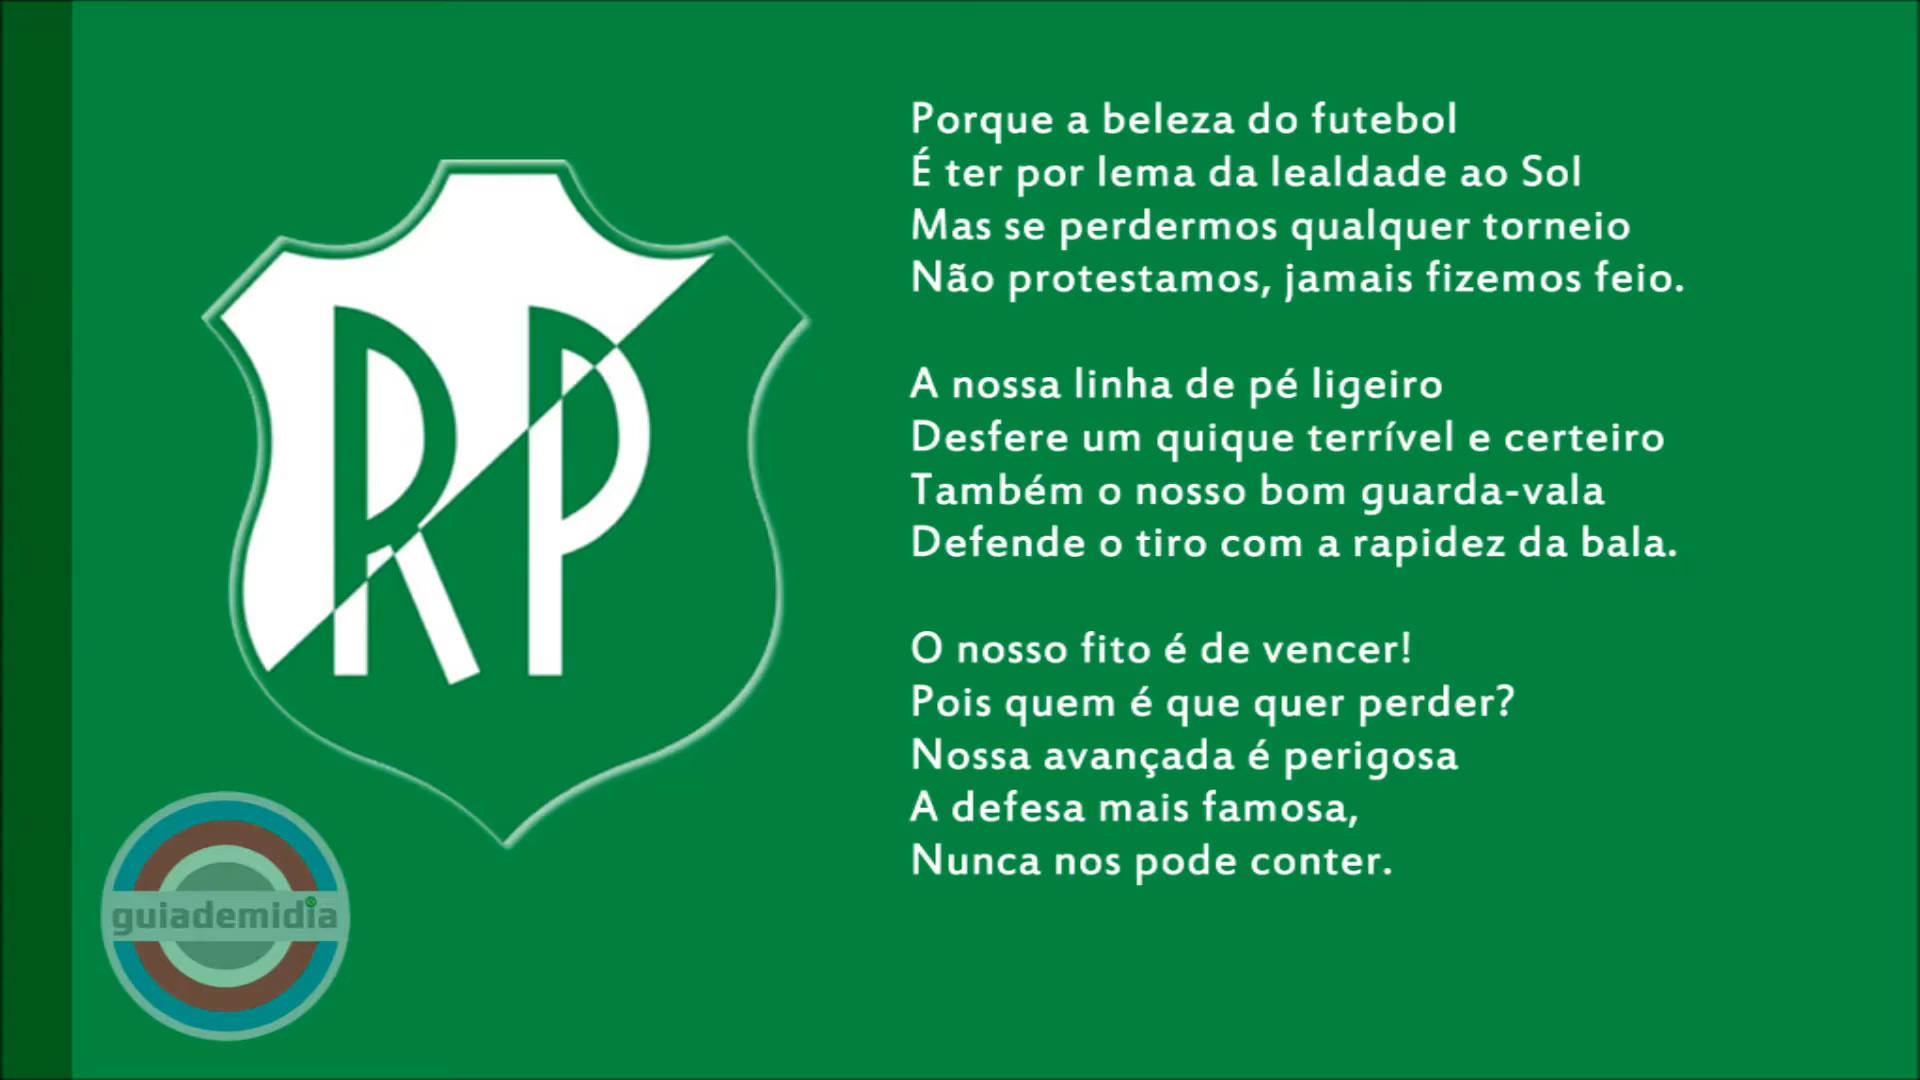 RP
Porque a beleza do futebol
É ter por lema da lealdade ao Sol
Mas se perdermos qualquer torneio
Não protestamos, jamais fizemos feio.
A nossa linha de pé ligeiro
Desfere um quique terrível e certeiro
Também o nosso bom guarda-vala
Defende o tiro com a rapidez da bala.
O nosso fito é de vencer!
Pois quem é que quer perder?
Nossa avançada é perigosa
A defesa mais famosa,
Nunca nos pode conter.
guiademidia